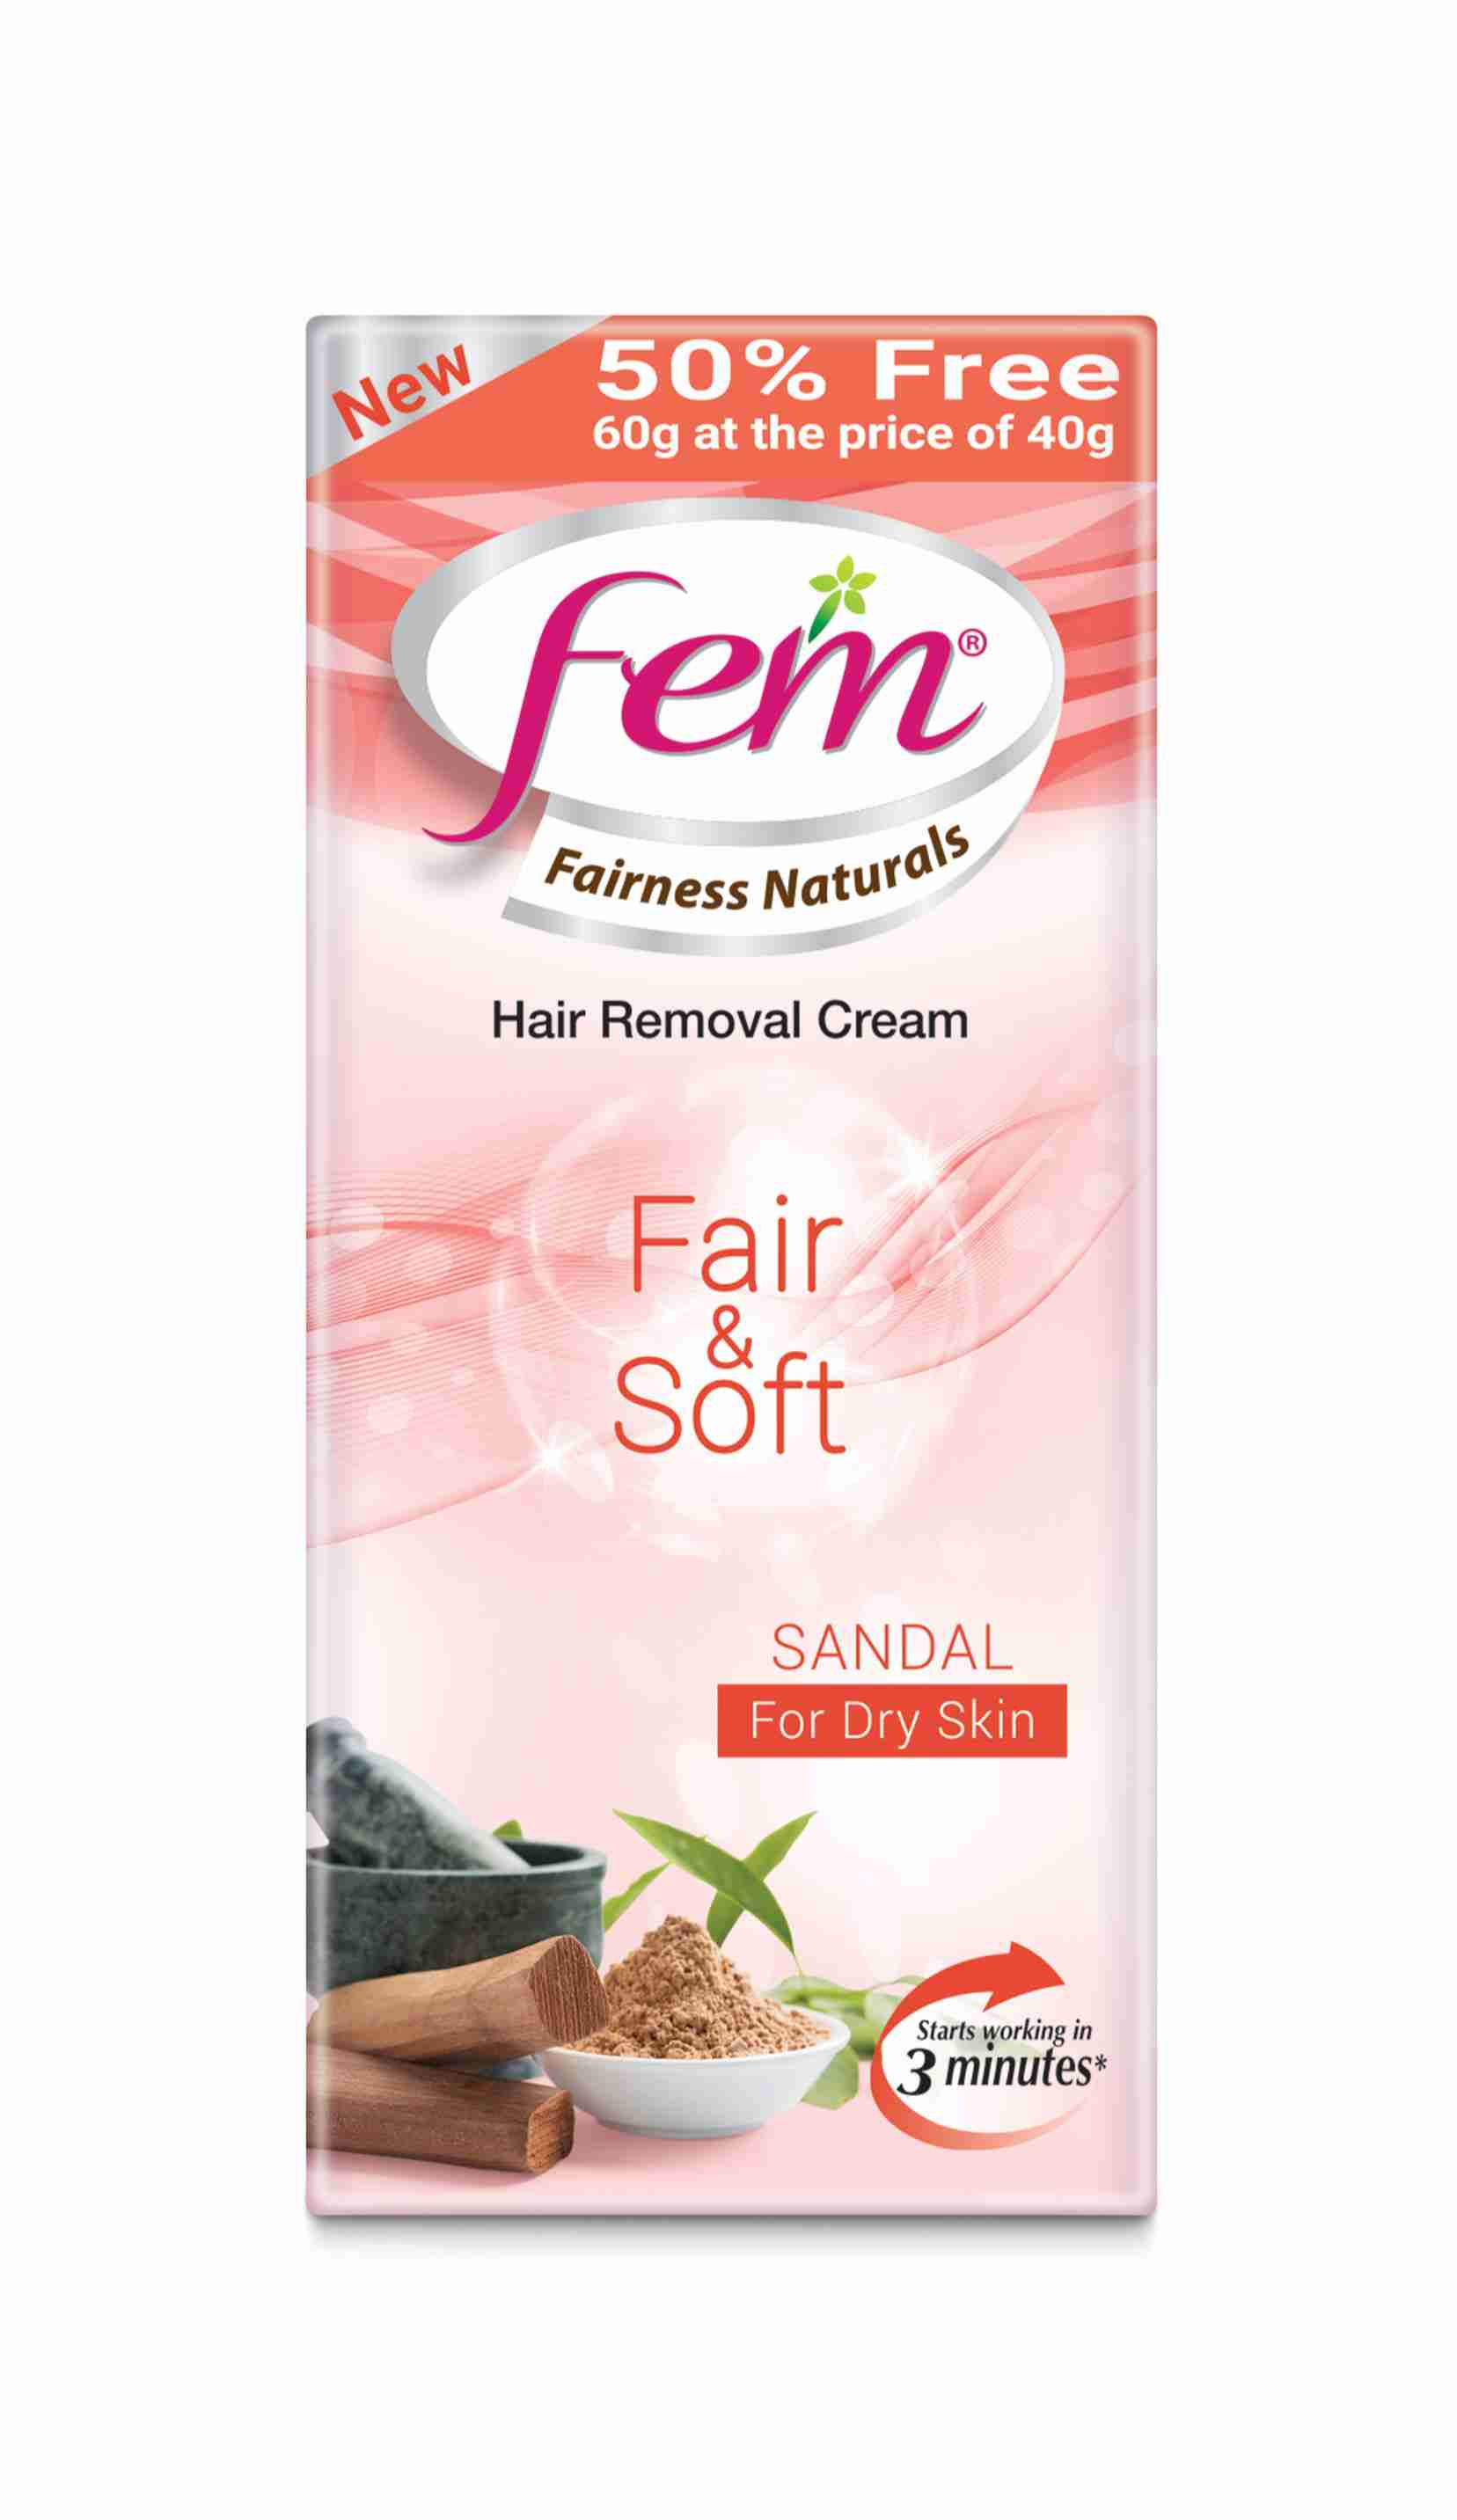 New
50% Free
60g at the price of 40g
fem®
Fairness Naturals
Hair Removal Cream
Fair
&
Soft
SANDAL
For Dry Skin
Starts working in
3 minutes*